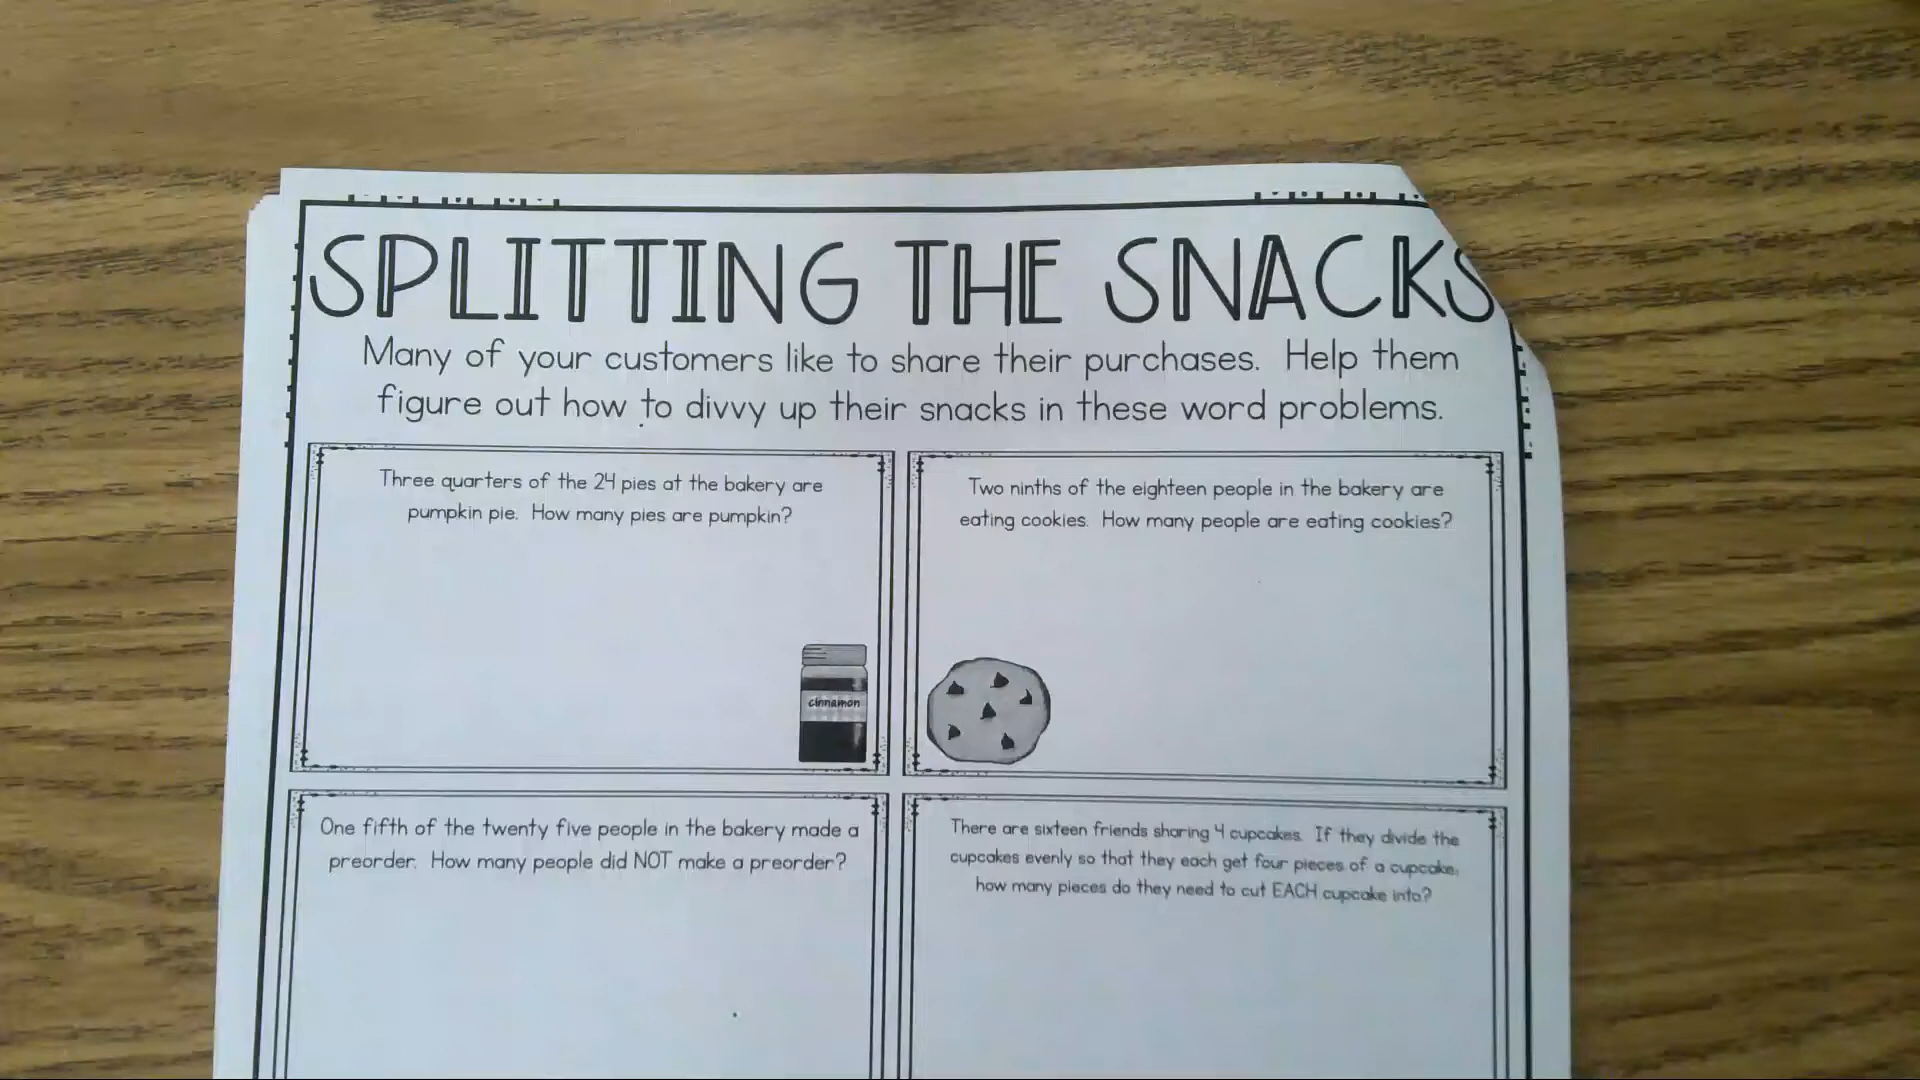 SPLITTING THE SNACKS
Many of your customers like to share their purchases. Help them
figure out how to divvy up their snacks in these word problems.
Three quarters of the 24 pies at the bakery are
pumpkin pie. How many pies are pumpkin?
cinnamon
Two ninths of the eighteen people in the bakery are
eating cookies. How many people are eating cookies?
One fifth of the twenty five people in the bakery made a
preorder. How many people did NOT make a preorder?
There are sixteen friends sharing 4 cupcakes. If they divide the
cupcakes evenly so that they each get four pieces of a cupcake,
how many pieces do they need to cut EACH cupcake into?